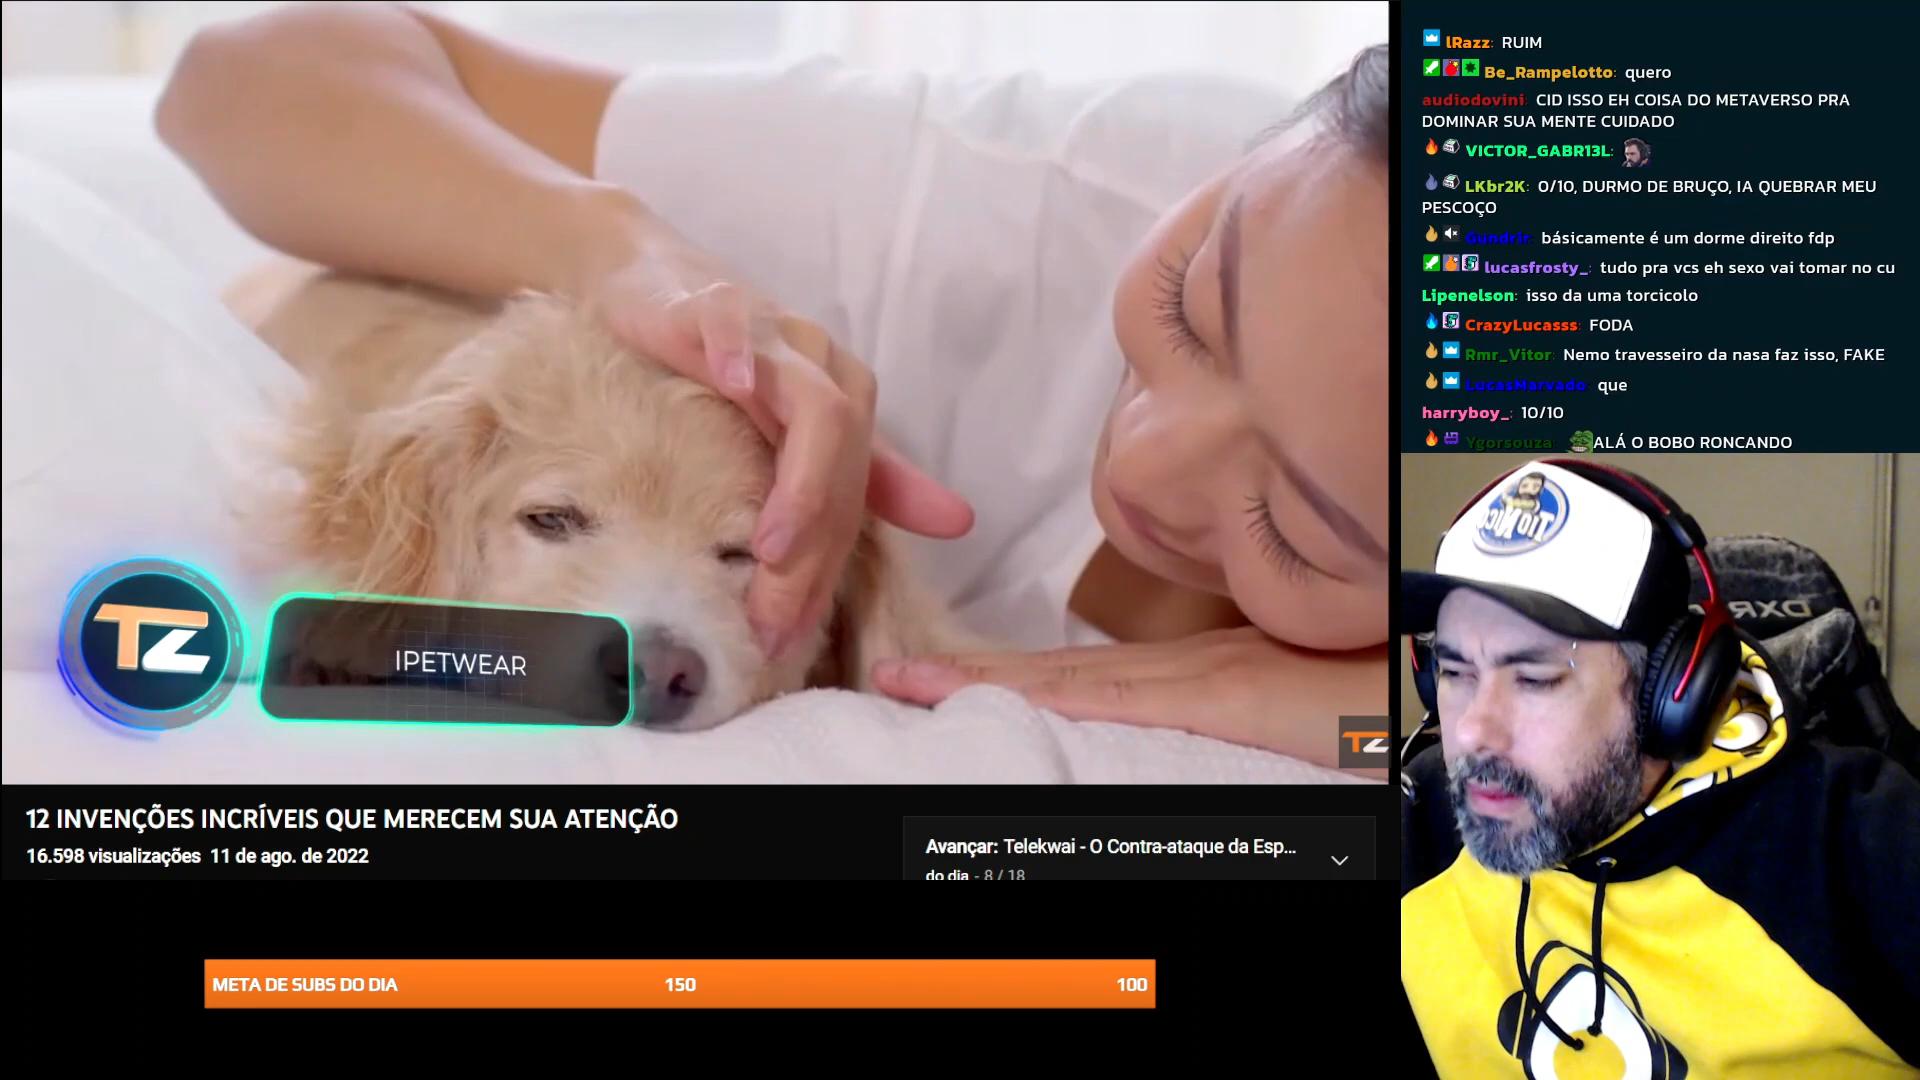 IPETWEAR
TZ
TZ
12 INVENÇÕES INCRÍVEIS QUE MERECEM SUA ATENÇÃO
16.598 visualizações 11 de ago. de 2022
Avançar: Telekwai - O Contra-ataque da Esp...
do dia - 8 / 18
META DE SUBS DO DIA 150 100
lRazz: RUIM
Be_Rampelotto: quero
audiodovini: CID ISSO EH COISA DO METAVERSO PRA
DOMINAR SUA MENTE CUIDADO
VICTOR_GABR13L:
LKbr2K: 0/10, DURMO DE BRUÇO, IA QUEBRAR MEU
PESCOÇO
Gundrir: básicamente é um dorme direito fdp
lucasfrosty_: tudo pra vcs eh sexo vai tomar no cu
Lipenelson: isso da uma torcicolo
CrazyLucasss: FODA
Rmr_Vitor: Nemo travesseiro da nasa faz isso, FAKE
LucasMarvado: que
harryboy_: 10/10
Ygorsouza: ALÁ O BOBO RONCANDO
TIO NICO
DXR